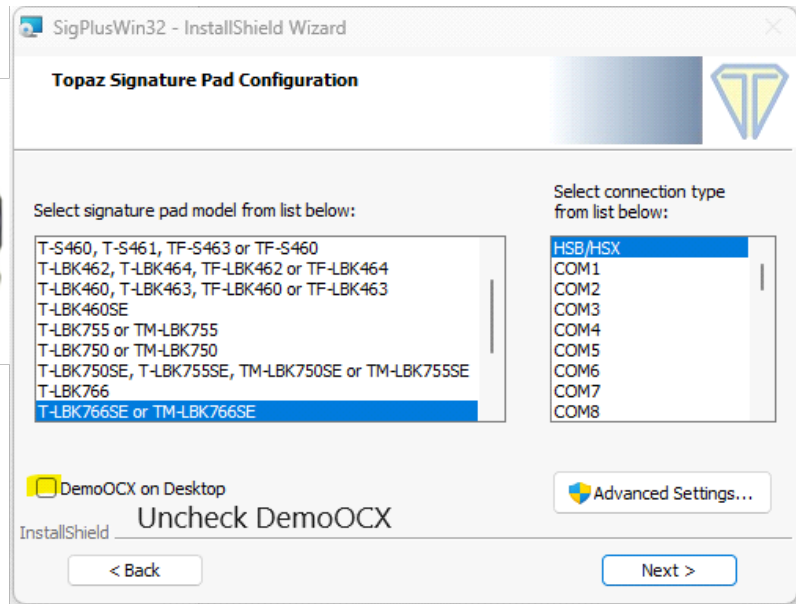 SigPlusWin32 - InstallShield Wizard
Topaz Signature Pad Configuration
Select signature pad model from list below:
T-S460, T-S461, TF-S463 or TF-S460
T-LBK462, T-LBK464, TF-LBK462 or TF-LBK464
T-LBK460, T-LBK463, TF-LBK460 or TF-LBK463
T-LBK460SE
T-LBK755 or TM-LBK755
T-LBK750 or TM-LBK750
T-LBK750SE, T-LBK755SE, TM-LBK750SE or TM-LBK755SE
T-LBK766
T-LBK766SE or TM-LBK766SE
Select connection type
from list below:
HSB/HSX
COM1
COM2
COM3
COM4
COM5
COM6
COM7
COM8
DemoOCX on Desktop
Advanced Settings...
Uncheck DemoOCX
InstallShield
< Back
Next >